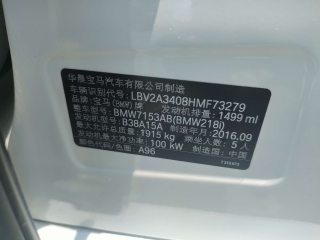 华晨宝马汽车有限公司制造
车辆识别代号: LBV2A3408HMF73279
品牌: 宝马(BMW)牌 发动机排量: 1499 ml
整车型号: BMW7153AB(BMW218i)
发动机型号: B38A15A 制造年月: 2016.09
最大允许总质量: 1915 kg 乘坐人数: 5 人
发动机最大净功率: 100 kW 制造国: 中国
颜色: A96